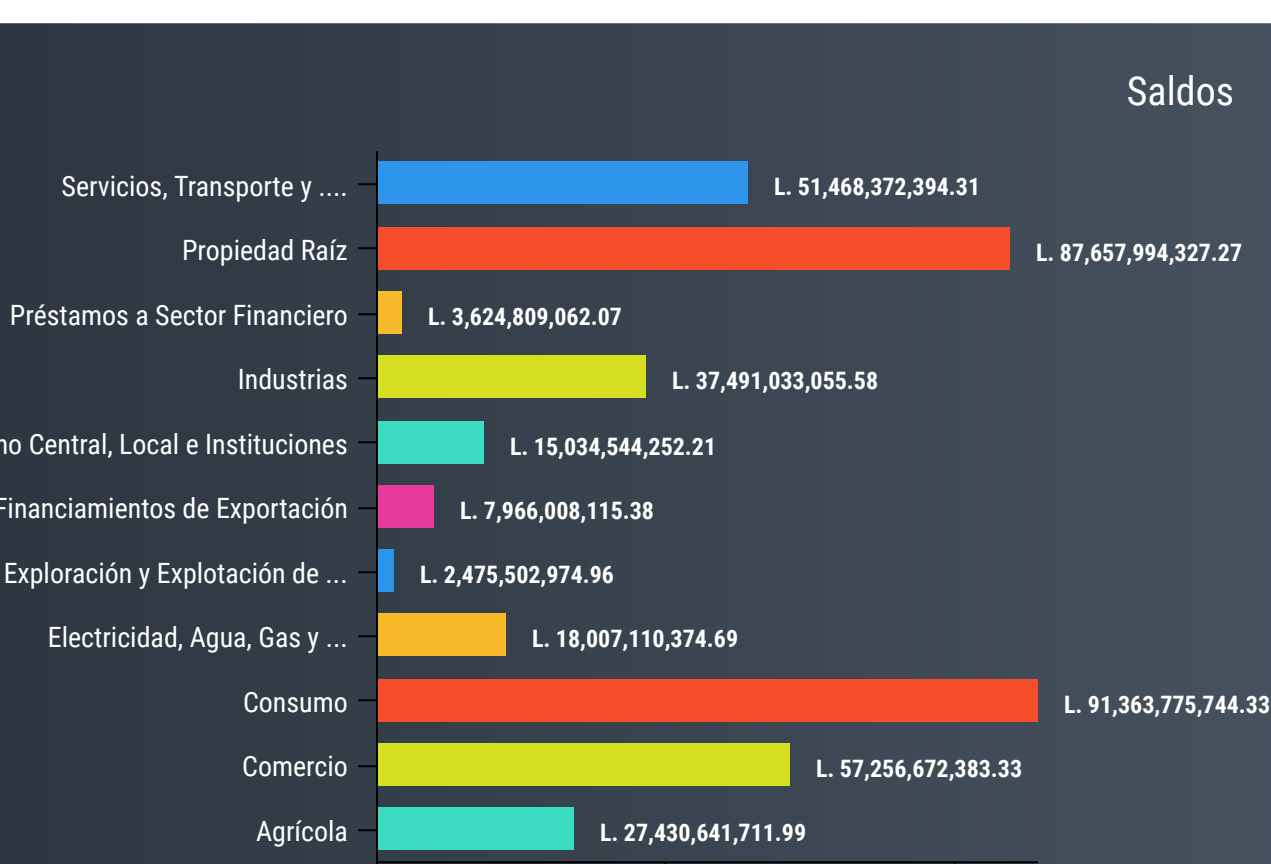 Saldos
Servicios, Transporte y ....
L. 51,468,372,394.31
Propiedad Raíz
L. 87,657,994,327.27
Préstamos a Sector Financiero
L. 3,624,809,062.07
Industrias
L. 37,491,033,055.58
Central, Local e Instituciones
L. 15,034,544,252.21
Financiamientos de Exportación
L. 7,966,008,115.38
Exploración y Explotación de ...
L. 2,475,502,974.96
Electricidad, Agua, Gas y ...
L. 18,007,110,374.69
Consumo
L. 91,363,775,744.33
Comercio
L. 57,256,672,383.33
Agrícola
L. 27,430,641,711.99